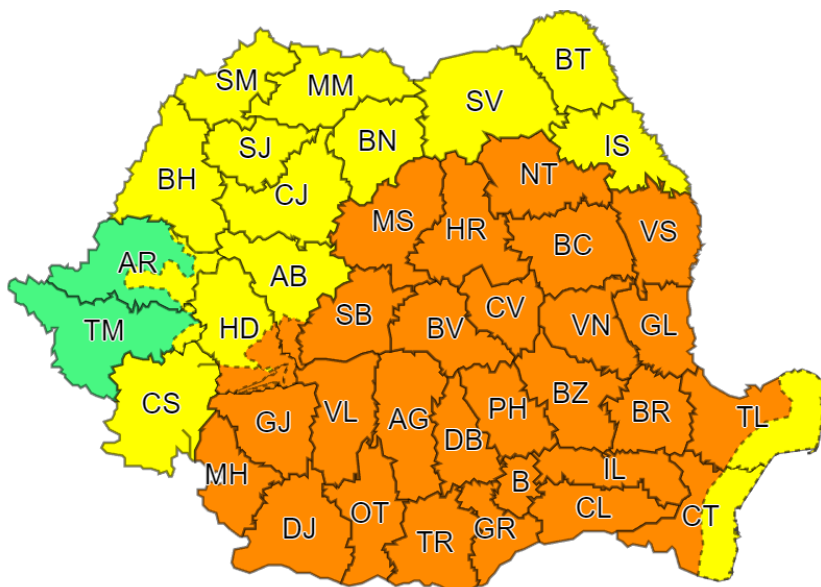 BT
SM
MM
SV
BN
SJ
IS
BH
CJ
NT
MS
HR
VS
BC
AR
AB
SB
CV
TM
HD
BV
VN
GL
CS
GJ
VL
AG
PH
BZ
BR
TL
DB
MH
IL
B
OT
CL
CT
DJ
TR
GR